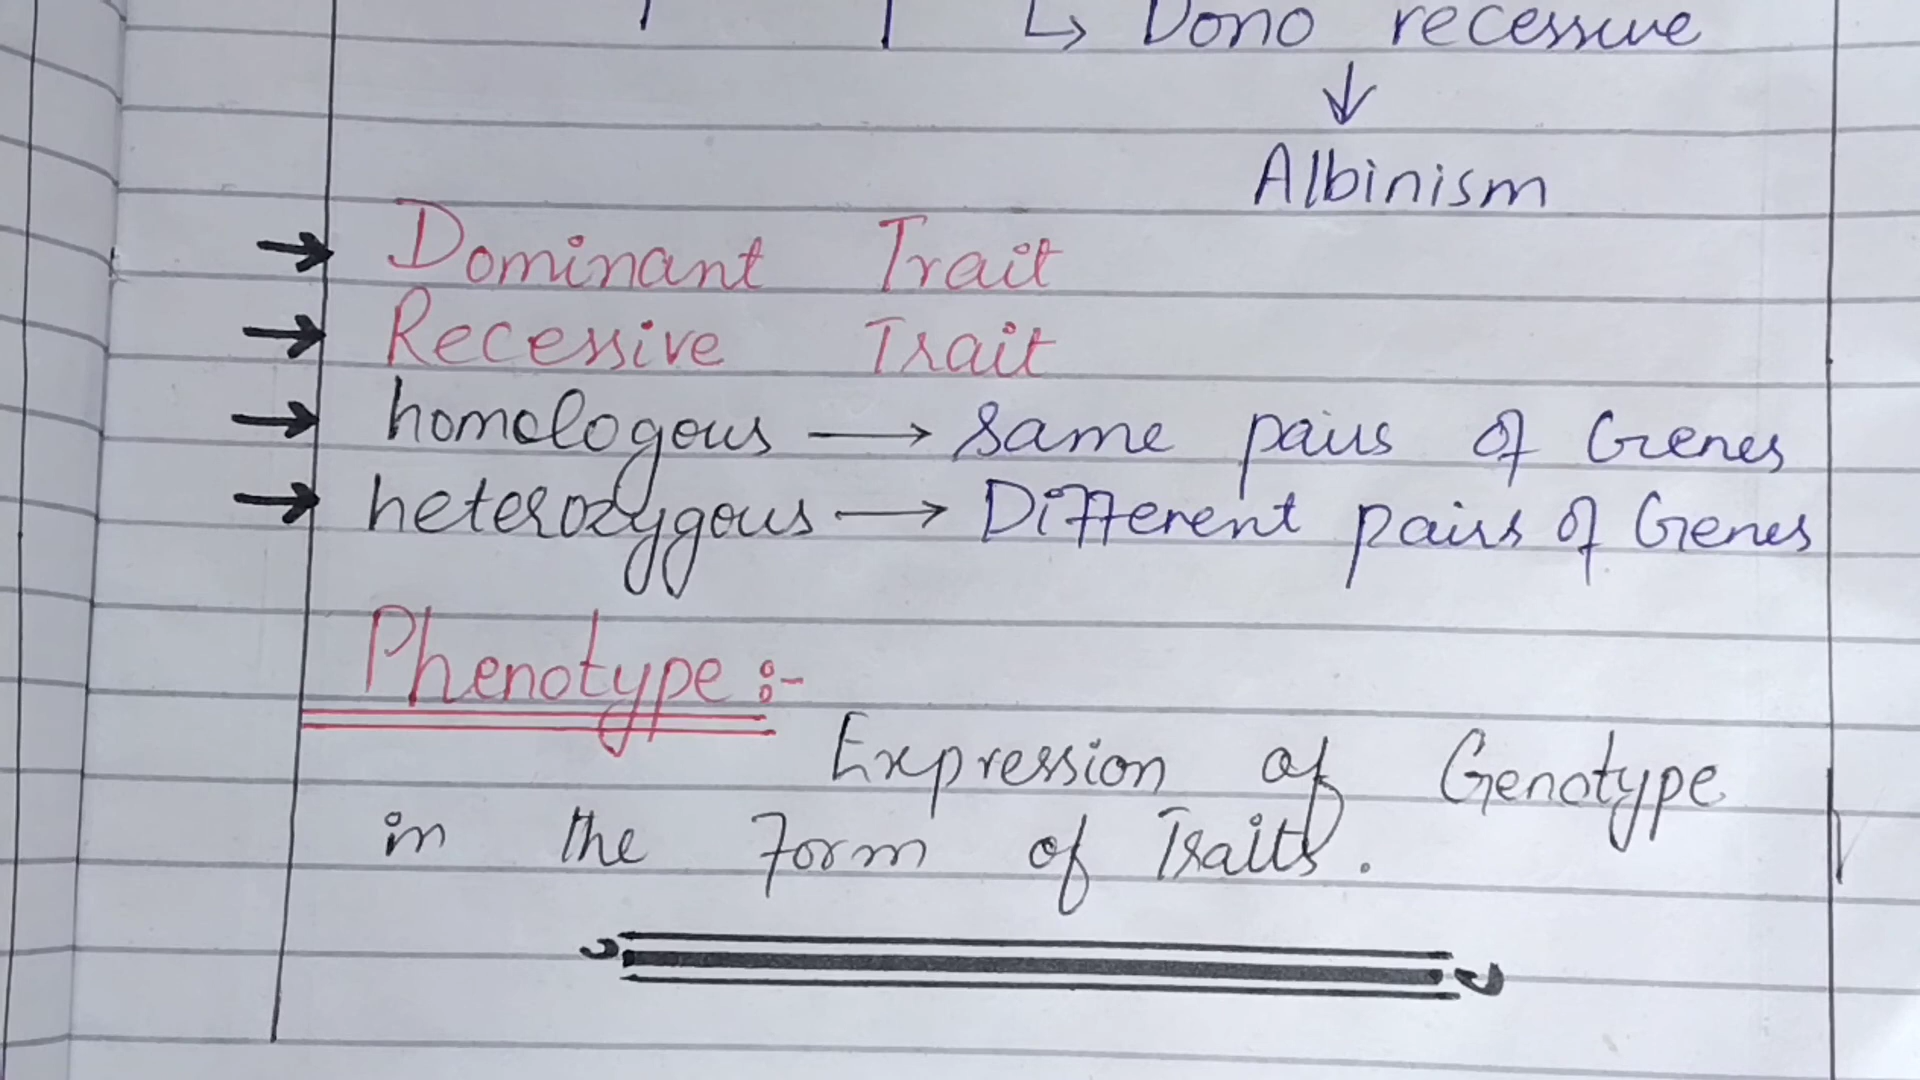 ↳ Dono recessive
↓
Albinism
→ Dominant Trait
→ Recessive Trait
→ homologous → same pairs of Genes
→ heterozygous → Different pairs of Genes
Phenotype :-
Expression of Genotype
in the Form of Traits.